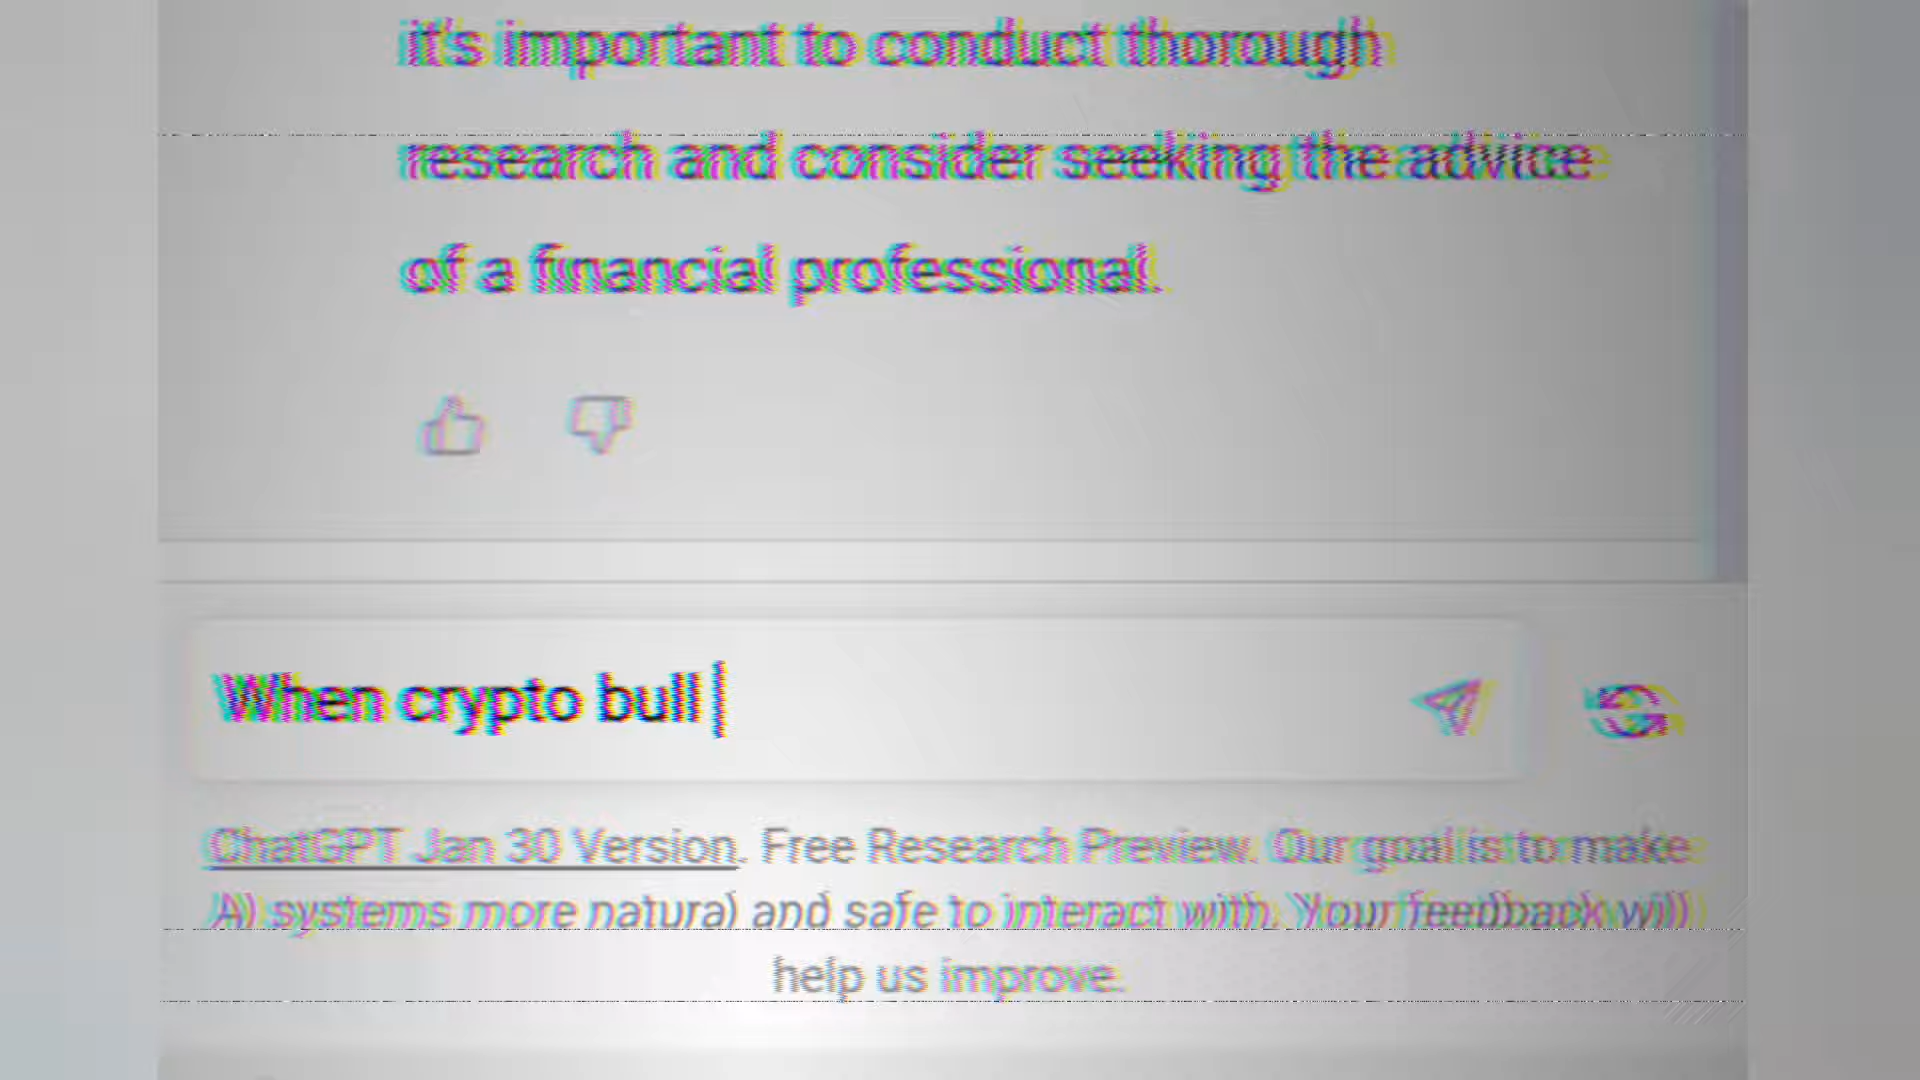 it's important to conduct thorough
research and consider seeking the advice
of a financial professional.
When crypto bull
ChatGPT Jan 30 Version. Free Research Preview. Our goal is to make
AI systems more natural and safe to interact with. Your feedback will
help us improve.